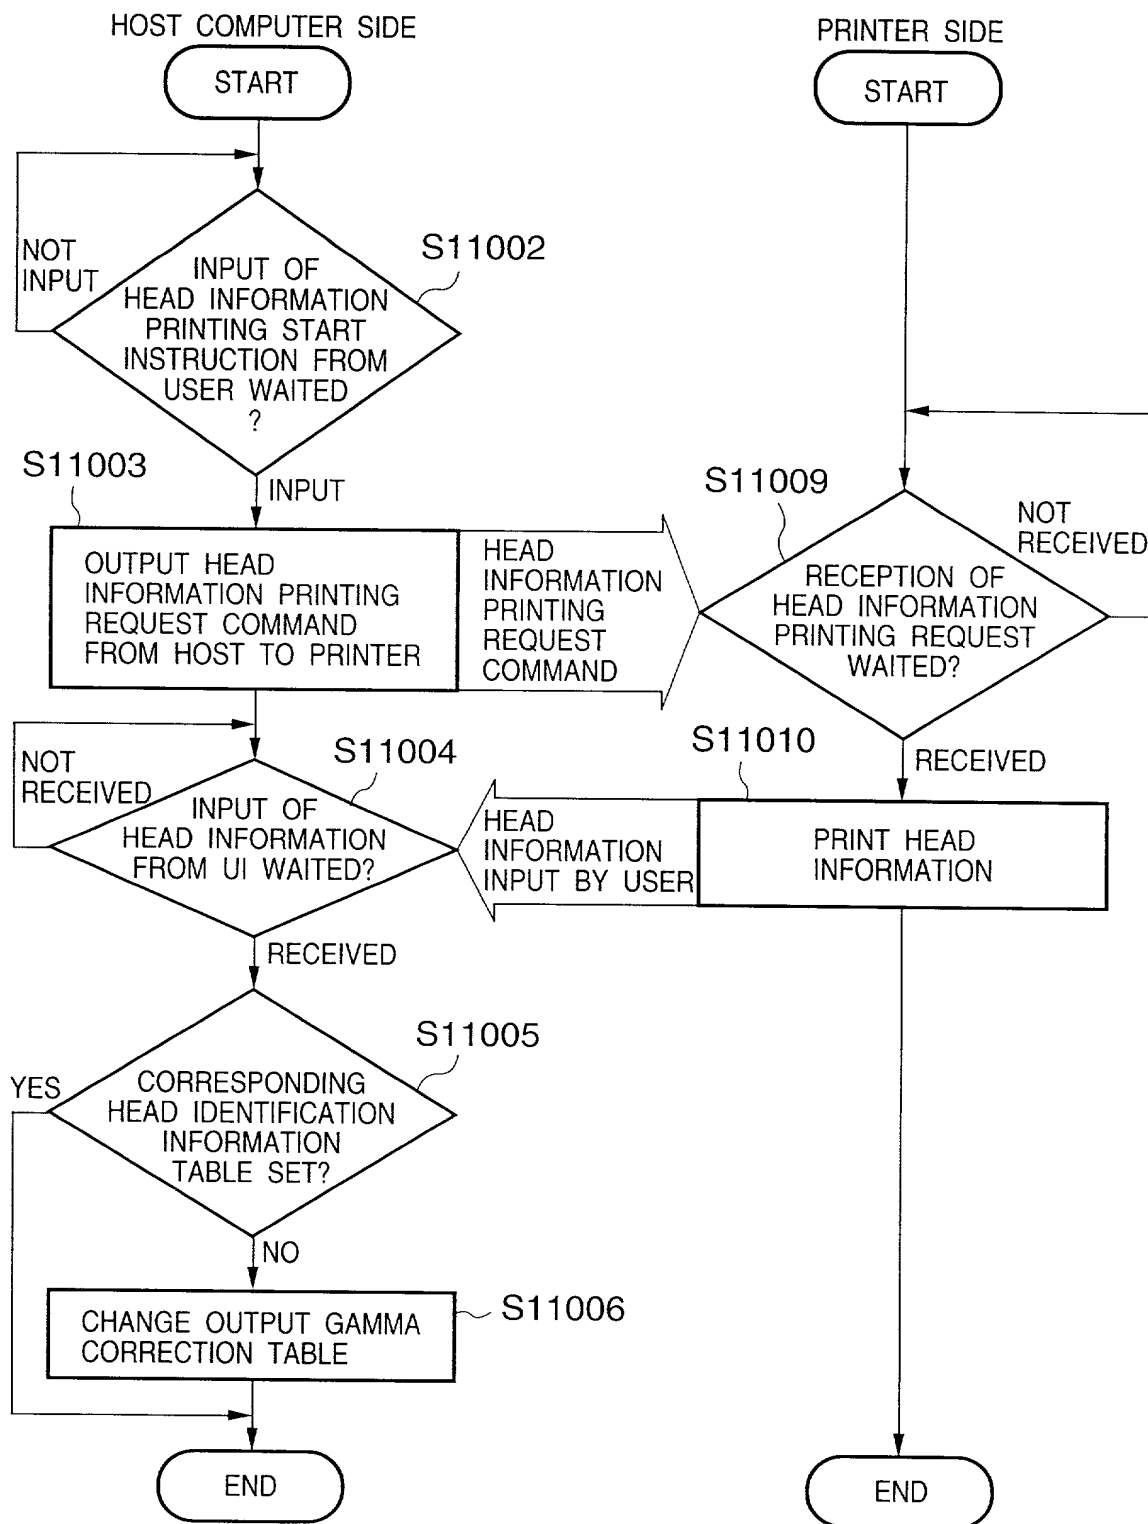 HOST COMPUTER SIDE
START
NOT
INPUT
S11002
INPUT OF
HEAD INFORMATION
PRINTING START
INSTRUCTION FROM
USER WAITED
?
INPUT
S11003
OUTPUT HEAD
INFORMATION PRINTING
REQUEST COMMAND
FROM HOST TO PRINTER
HEAD
INFORMATION
PRINTING
REQUEST
COMMAND
NOT
RECEIVED
S11004
INPUT OF
HEAD INFORMATION
FROM UI WAITED?
HEAD
INFORMATION
INPUT BY USER
RECEIVED
S11005
YES
CORRESPONDING
HEAD IDENTIFICATION
INFORMATION
TABLE SET?
NO
S11006
CHANGE OUTPUT GAMMA
CORRECTION TABLE
END
PRINTER SIDE
START
S11009
NOT
RECEIVED
RECEPTION OF
HEAD INFORMATION
PRINTING REQUEST
WAITED?
RECEIVED
S11010
PRINT HEAD
INFORMATION
END